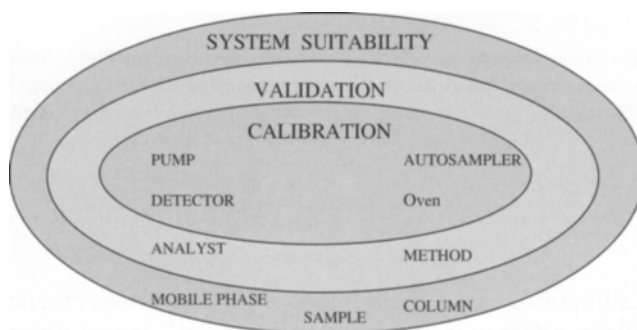 SYSTEM SUITABILITY
VALIDATION
CALIBRATION
PUMP AUTOSAMPLER
DETECTOR Oven
ANALYST METHOD
MOBILE PHASE COLUMN
SAMPLE